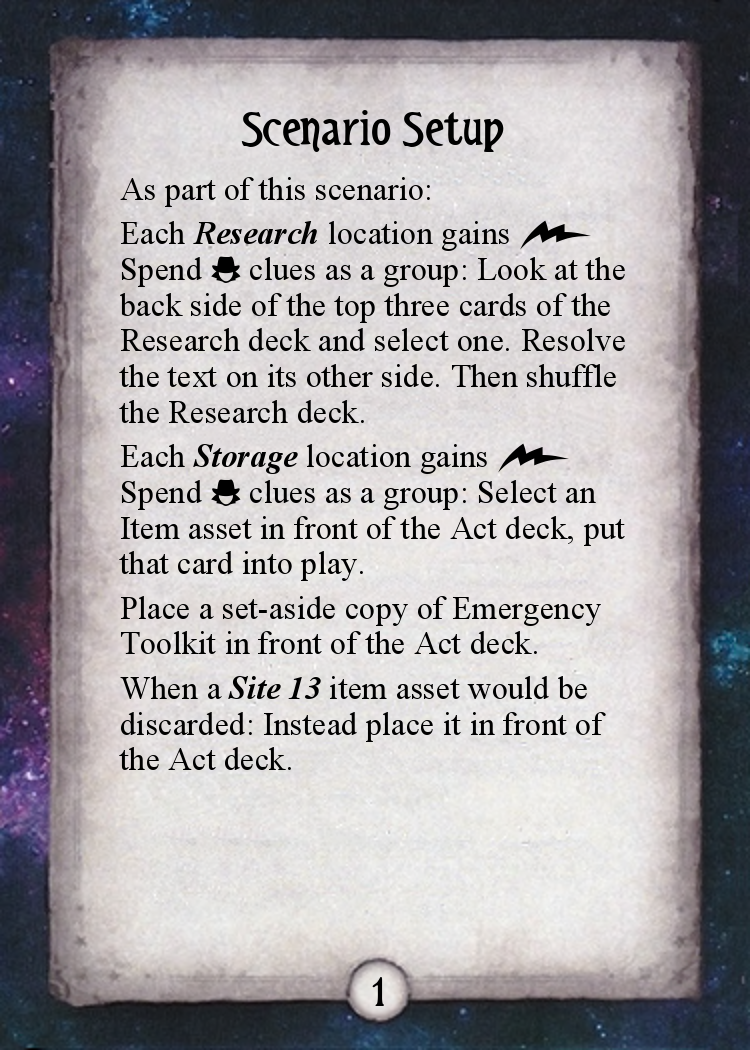 Scenario Setup
As part of this scenario:
Each Research location gains
Spend clues as a group: Look at the
back side of the top three cards of the
Research deck and select one. Resolve
the text on its other side. Then shuffle
the Research deck.
Each Storage location gains
Spend clues as a group: Select an
Item asset in front of the Act deck, put
that card into play.
Place a set-aside copy of Emergency
Toolkit in front of the Act deck.
When a Site 13 item asset would be
discarded: Instead place it in front of
the Act deck.
1